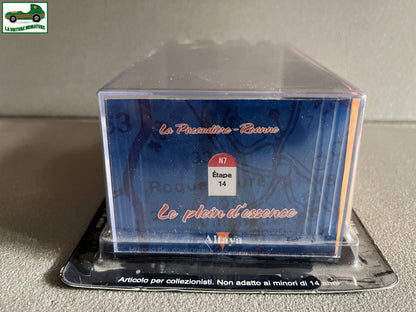 LA VOITURE MINIATURE
La Pacaudière - Roanne
N7
Étape
14
Le plein d'essence
Altaya
Articolo per collezionisti. Non adatto ai minori di 14